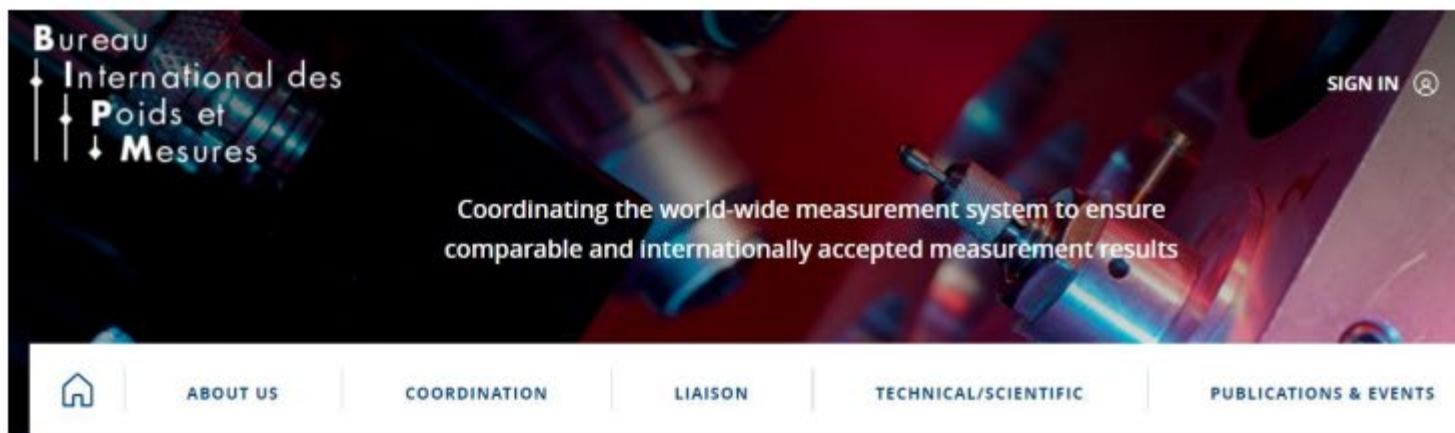 Bureau
International des
Poids et
Mesures
SIGN IN
Coordinating the world-wide measurement system to ensure
comparable and internationally accepted measurement results
ABOUT US
COORDINATION
LIAISON
TECHNICAL/SCIENTIFIC
PUBLICATIONS & EVENTS